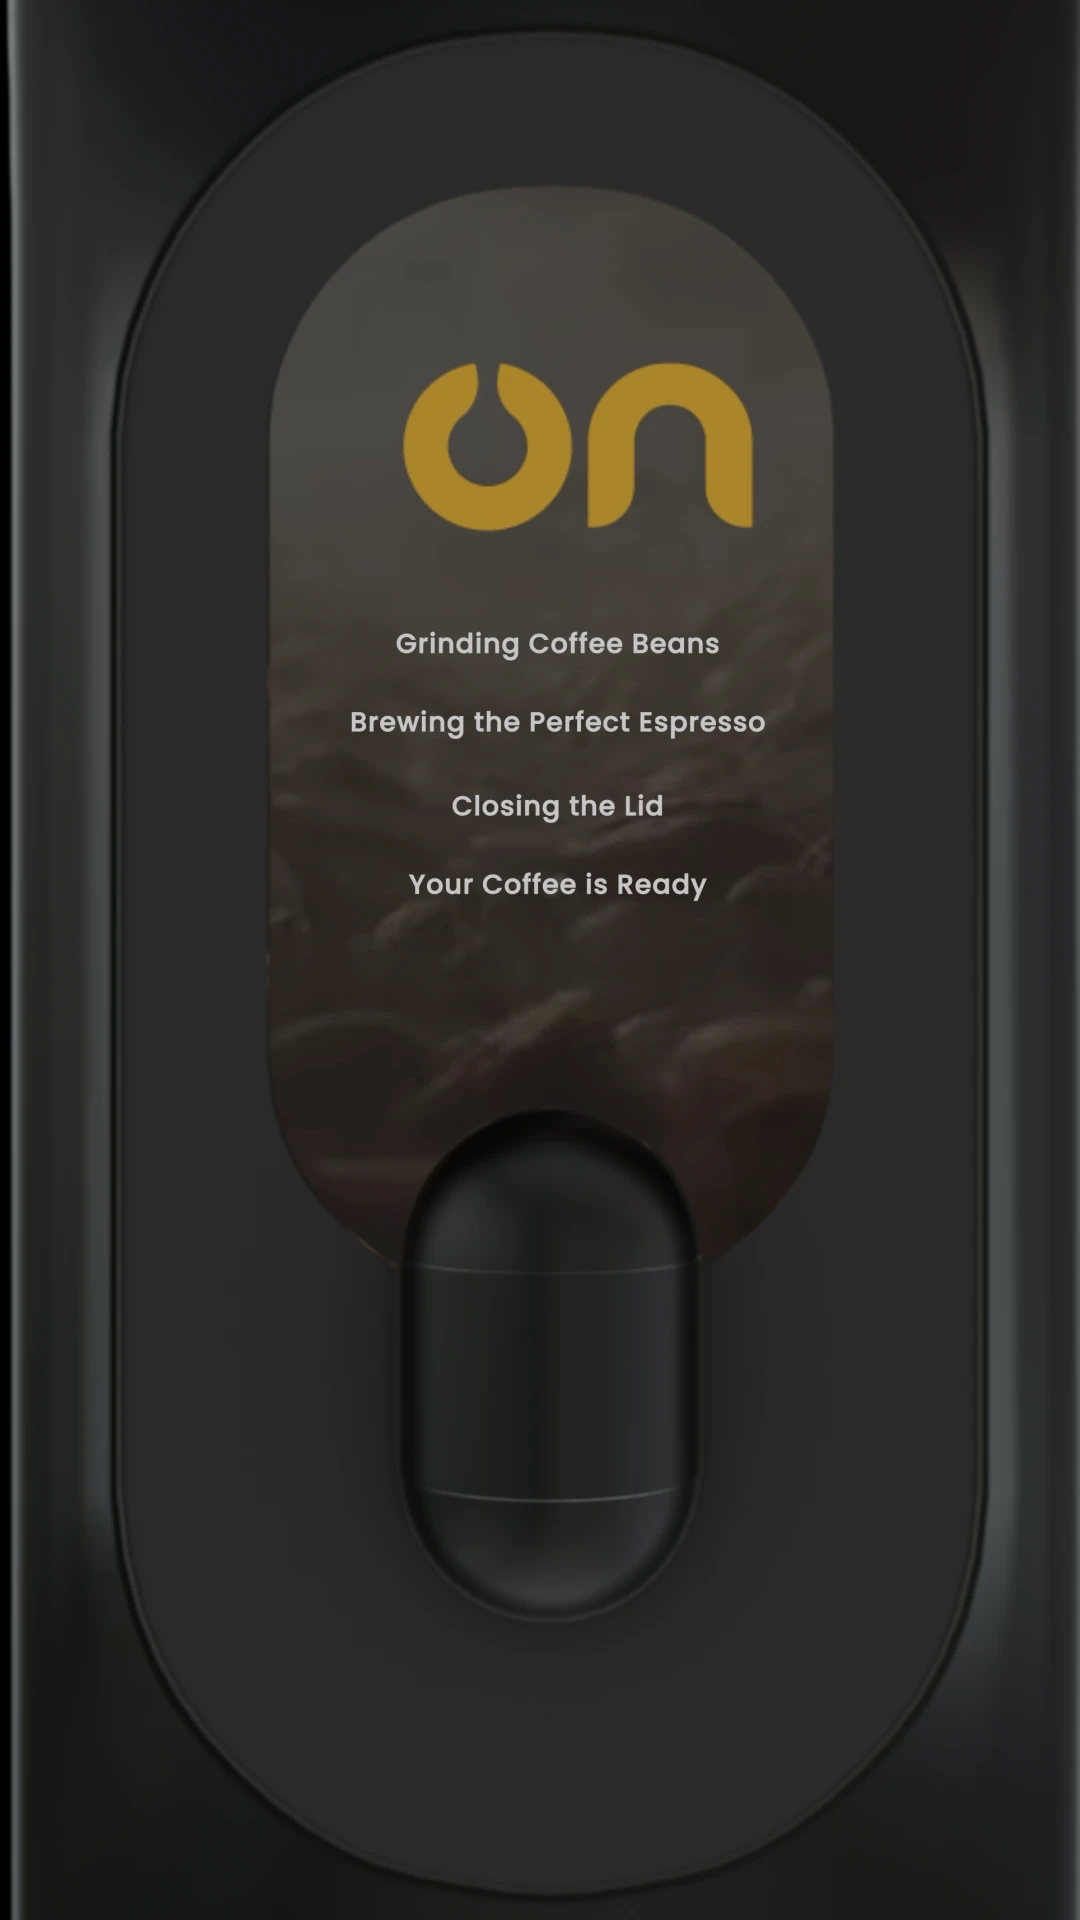 on
Grinding Coffee Beans
Brewing the Perfect Espresso
Closing the Lid
Your Coffee is Ready